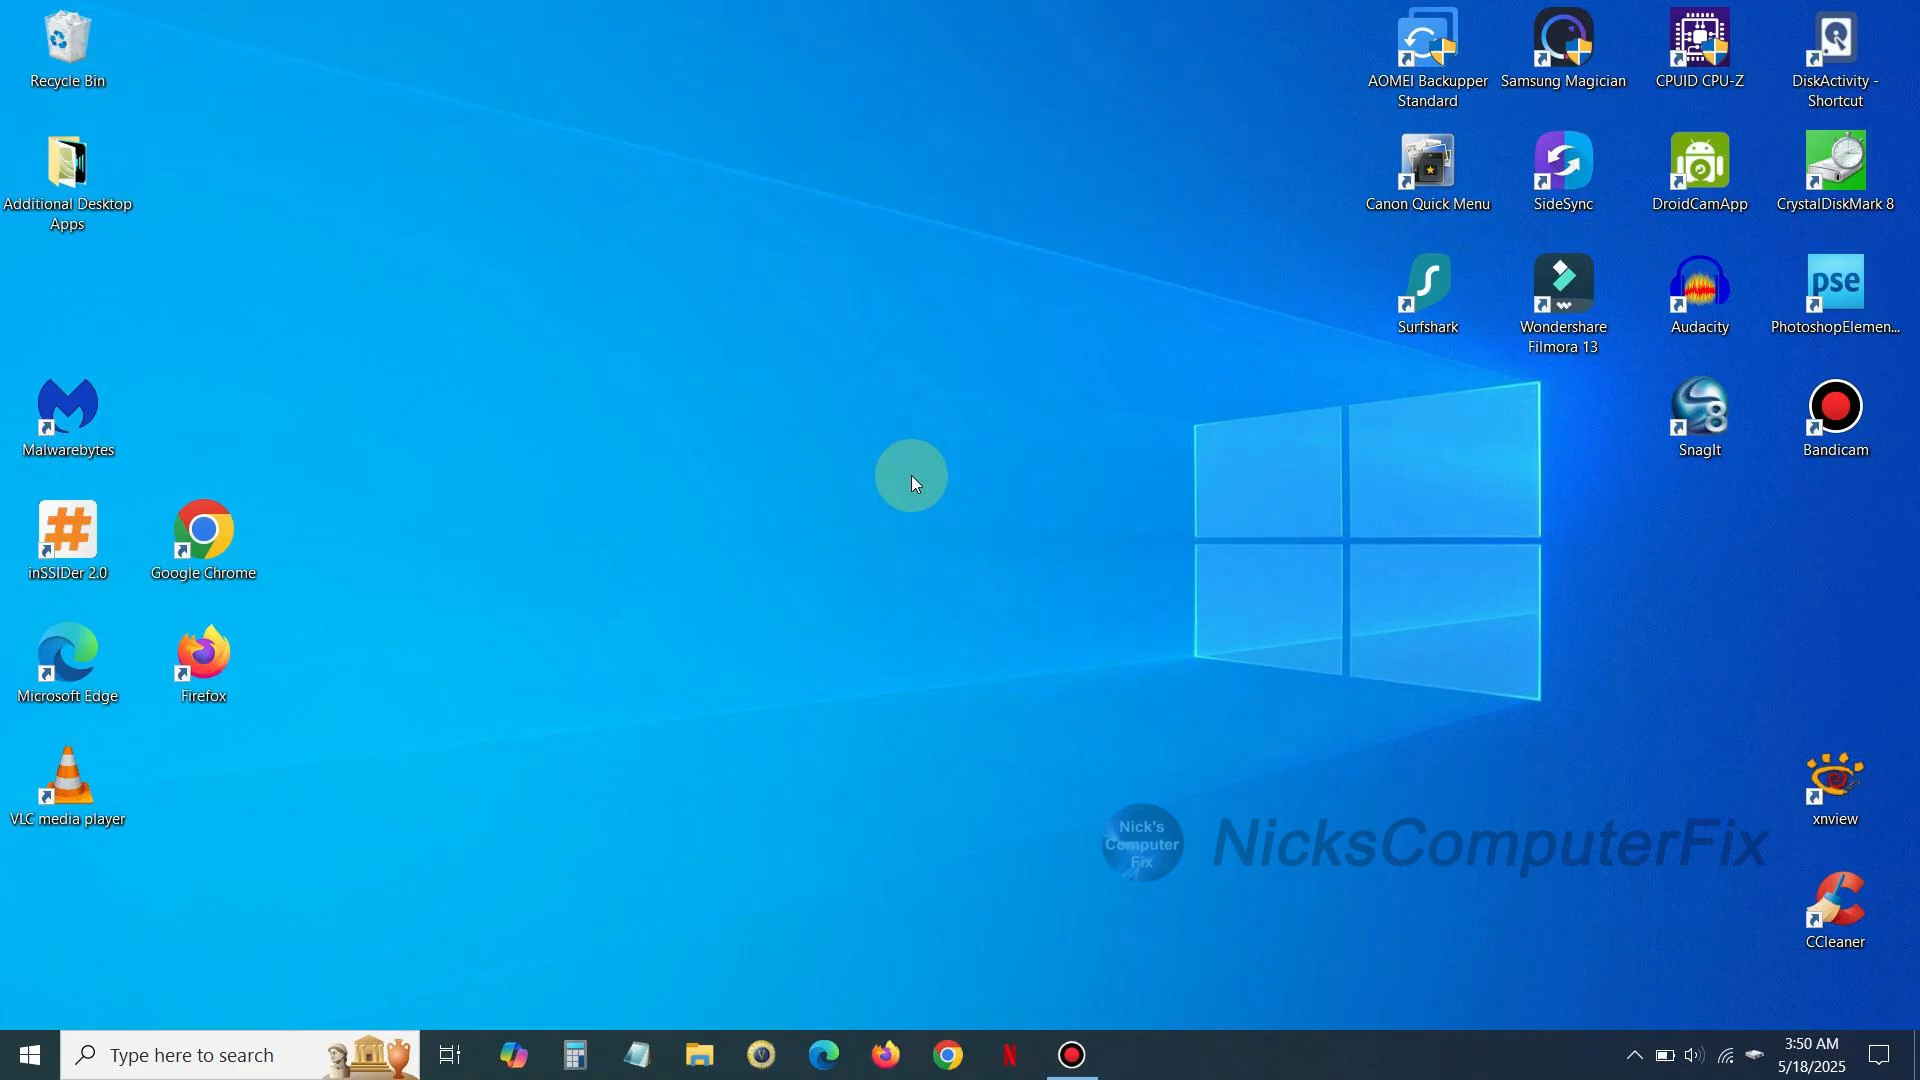 Recycle Bin
Additional Desktop
Apps
Malwarebytes
inSSIDer 2.0
Google Chrome
Microsoft Edge
Firefox
VLC media player
AOMEI Backupper
Standard
Samsung Magician
CPUID CPU-Z
DiskActivity -
Shortcut
Canon Quick Menu
SideSync
DroidCamApp
CrystalDiskMark 8
Surfshark
Wondershare
Filmora 13
Audacity
pse
PhotoshopElemen...
S8
SnagIt
Bandicam
xnview
Nick's
Computer
Fix
NicksComputerFix
CCleaner
Type here to search
N
3:50 AM
5/18/2025